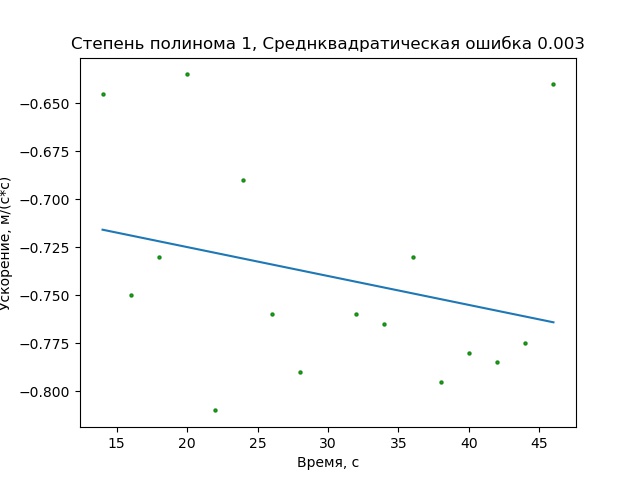 Степень полинома 1, Среднквадратическая ошибка 0.003
Ускорение, м/(с*с)
−0.650
−0.675
−0.700
−0.725
−0.750
−0.775
−0.800
15 20 25 30 35 40 45
Время, с